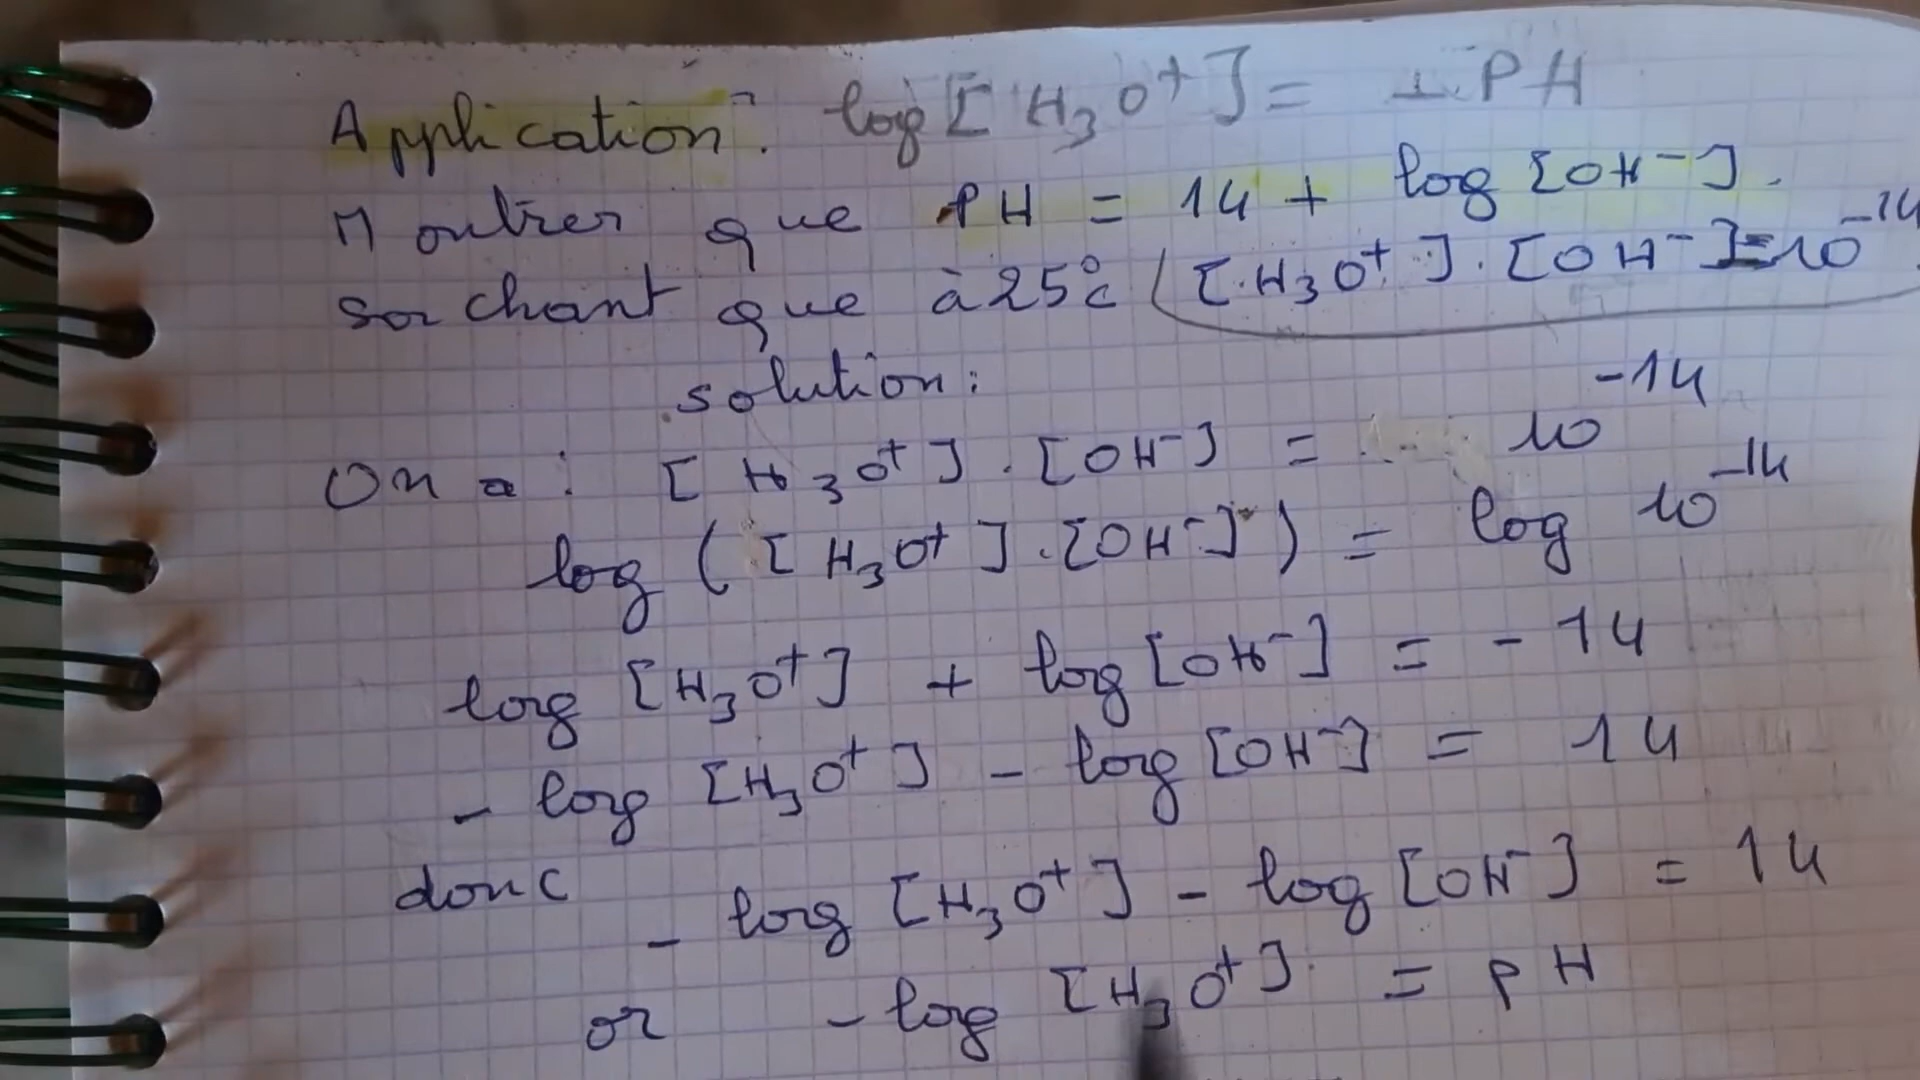 Application: log [H₃O⁺] = - PH
Montrer que PH = 14 + log [OH⁻].
sachant que à 25°c ([H₃O⁺].[OH⁻]=10⁻¹⁴
solution:
On a : [H₃O⁺].[OH⁻] = 10⁻¹⁴
log ([H₃O⁺].[OH⁻]) = log 10⁻¹⁴
log [H₃O⁺] + log [OH⁻] = - 14
- log [H₃O⁺] - log [OH⁻] = 14
donc - log [H₃O⁺] - log [OH⁻] = 14
or - log [H₃O⁺] = PH